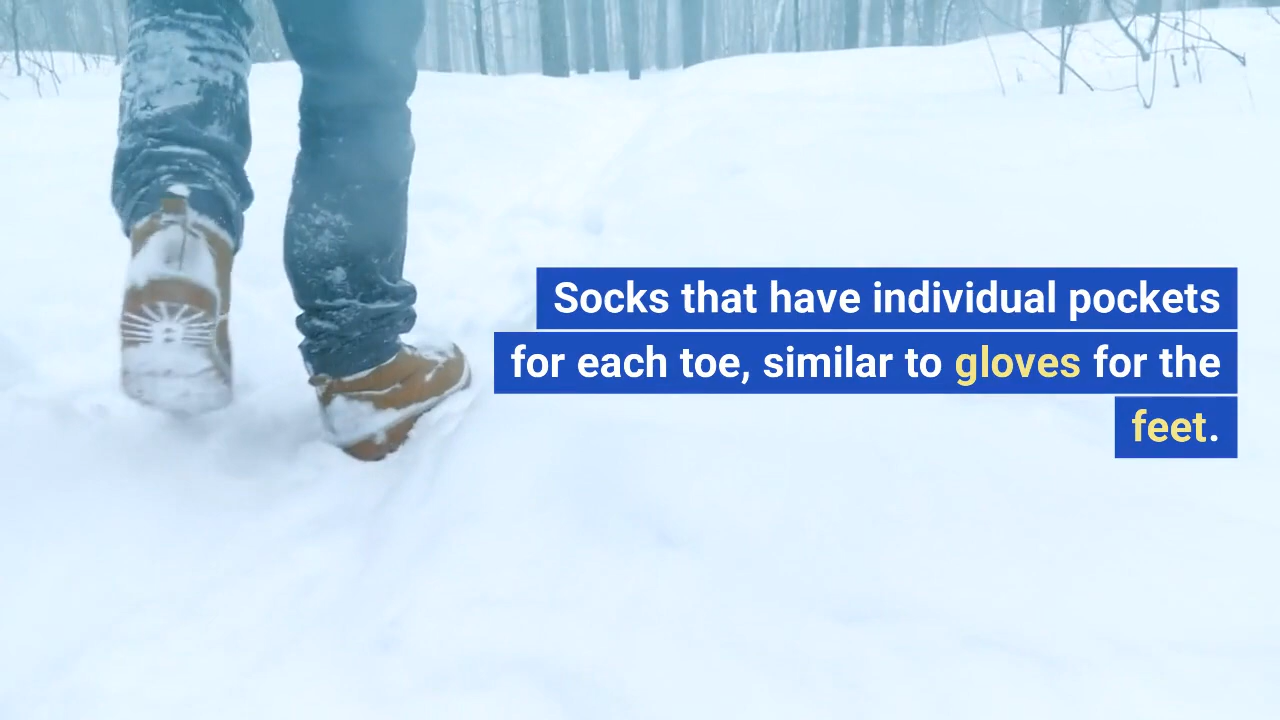 Socks that have individual pockets
for each toe, similar to gloves for the
feet.